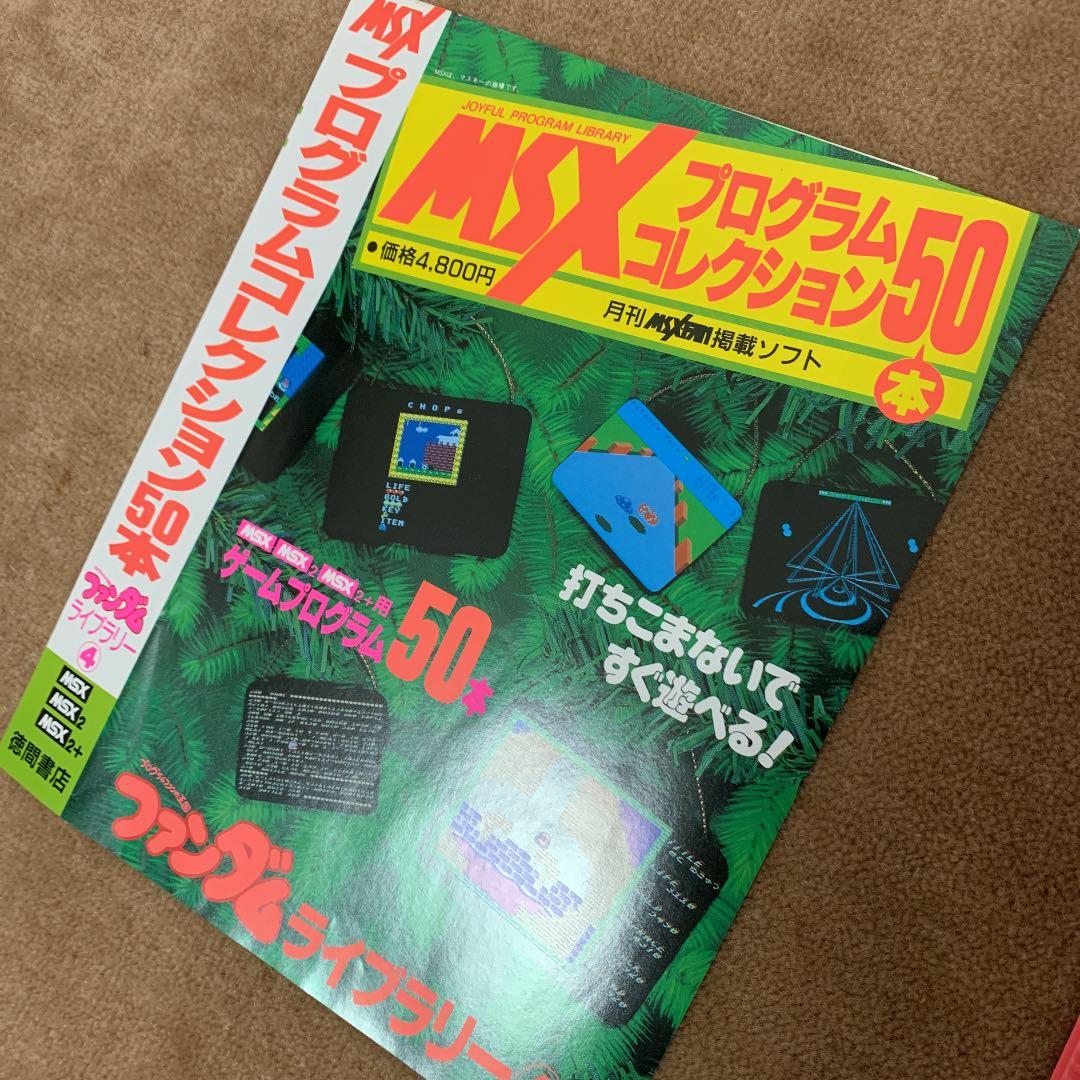 MSX プログラムコレクション50本
ファンダム
ライブラリー
4
MSX
MSX2
MSX2+
徳間書店
MSXは、アスキーの商標です。
JOYFUL PROGRAM LIBRARY
MSX プログラム
コレクション50本
●価格4,800円
月刊MSX・FAN掲載ソフト
CHOPs
LIFE
GOLD
KEY
ITEM
打ちこまないで
すぐ遊べる!
MSX MSX2 MSX2+用
ゲームプログラム50本
ファンダム
ライブラリー